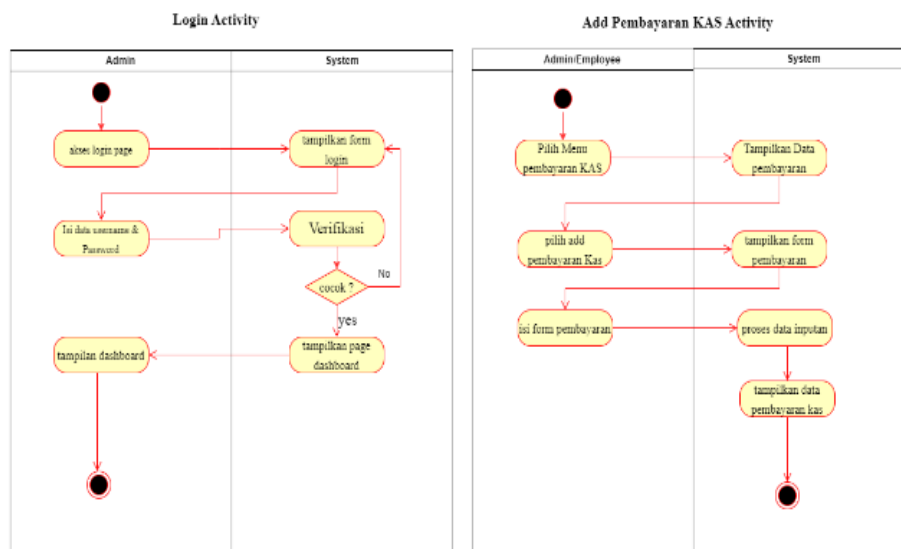 Login Activity
Admin
System
akses login page
tampilkan form
login
Isi data username &
Password
Verifikasi
cocok ?
No
yes
tampilkan page
dashboard
tampilan dashboard
Add Pembayaran KAS Activity
Admin/Employee
System
Pilih Menu
pembayaran KAS
Tampilkan Data
pembayaran
pilih add
pembayaran Kas
tampilkan form
pembayaran
isi form pembayaran
proses data inputan
tampilkan data
pembayaran kas